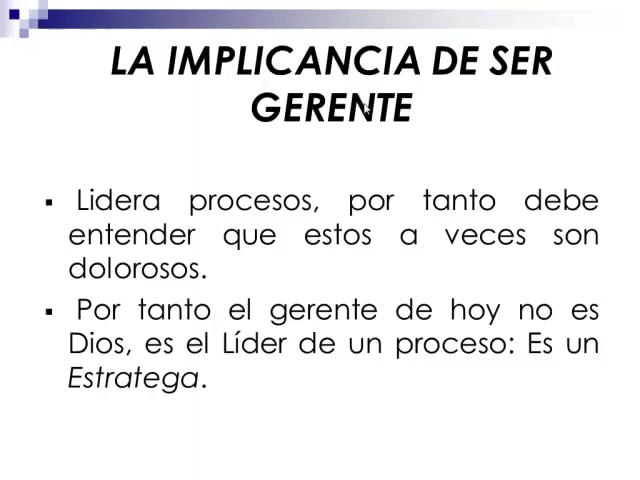 LA IMPLICANCIA DE SER
GERENTE
▪ Lidera procesos, por tanto debe
entender que estos a veces son
dolorosos.
▪ Por tanto el gerente de hoy no es
Dios, es el Líder de un proceso: Es un
Estratega.